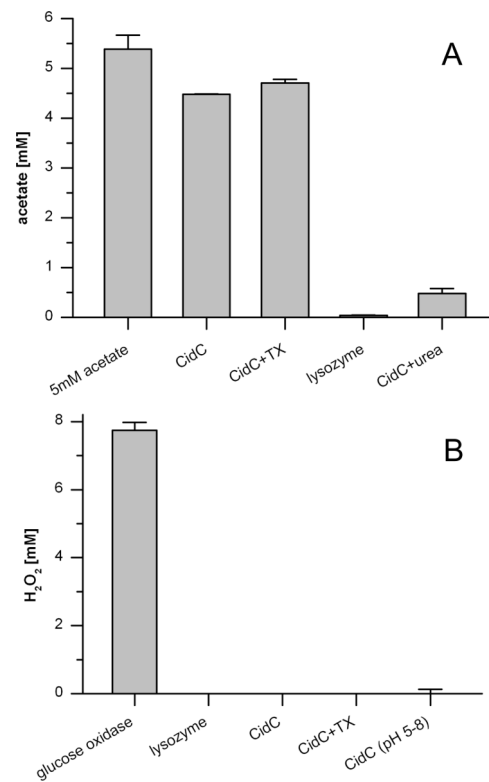 A
acetate [mM]
6
5
4
3
2
1
0
5mM acetate
CidC
CidC+TX
lysozyme
CidC+urea
B
H₂O₂ [mM]
8
6
4
2
0
glucose oxidase
lysozyme
CidC
CidC+TX
CidC (pH 5-8)